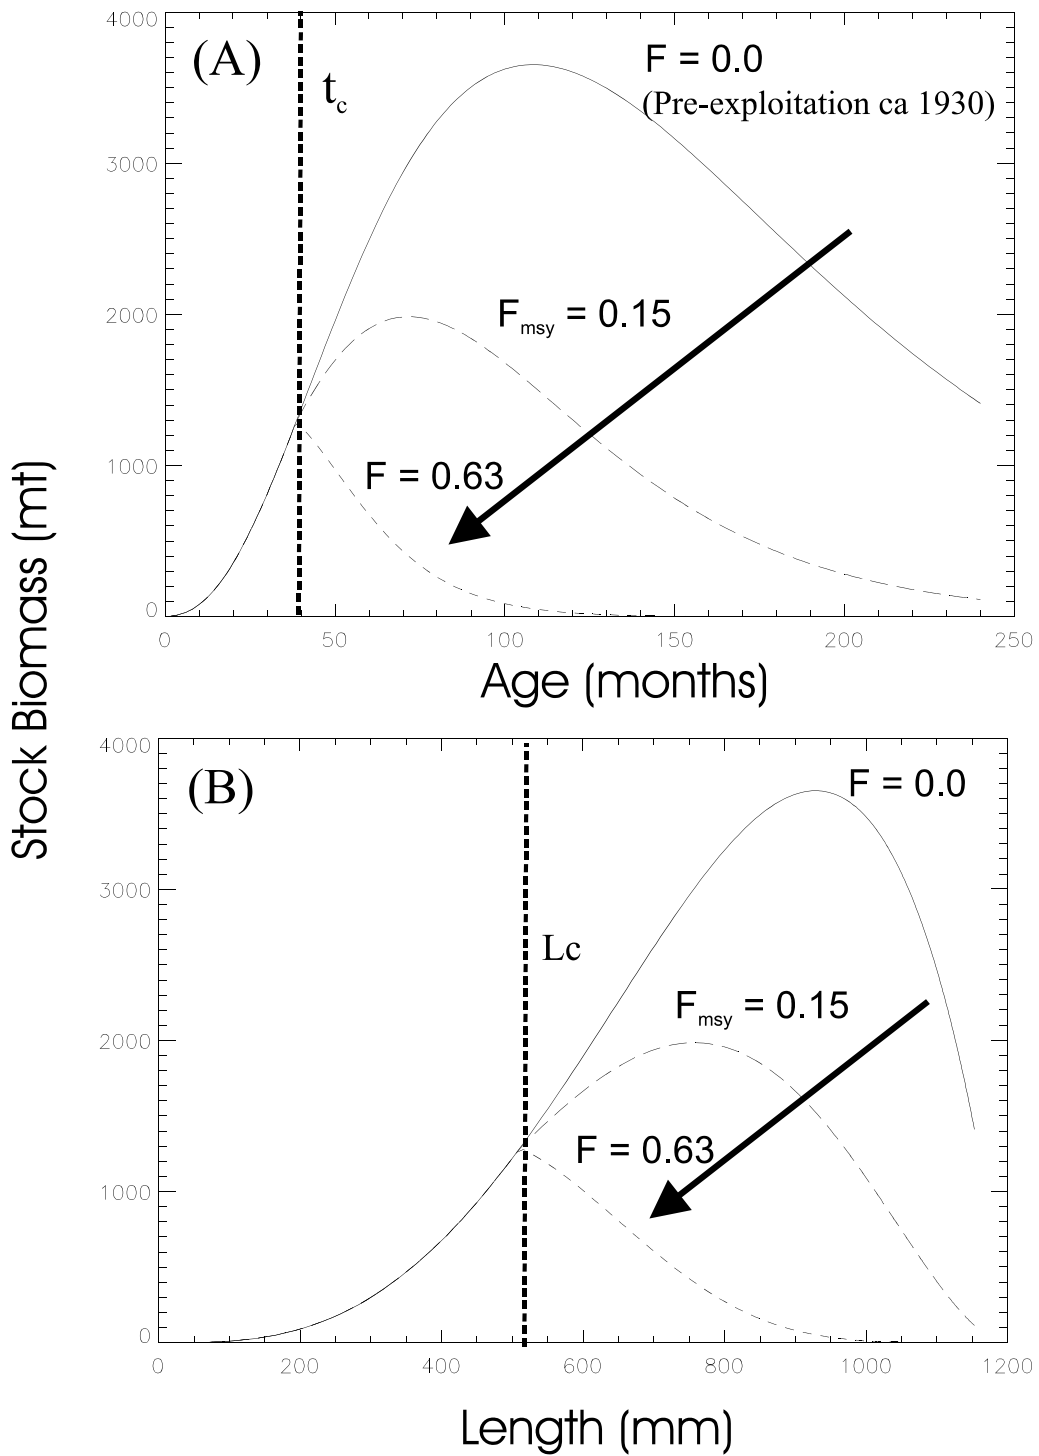 (A)
t_c
F = 0.0
(Pre-exploitation ca 1930)
F_msy = 0.15
F = 0.63
4000
3000
2000
1000
0
0 50 100 150 200 250
Age (months)
Stock Biomass (mt)
(B)
F = 0.0
Lc
F_msy = 0.15
F = 0.63
4000
3000
2000
1000
0
0 200 400 600 800 1000 1200
Length (mm)